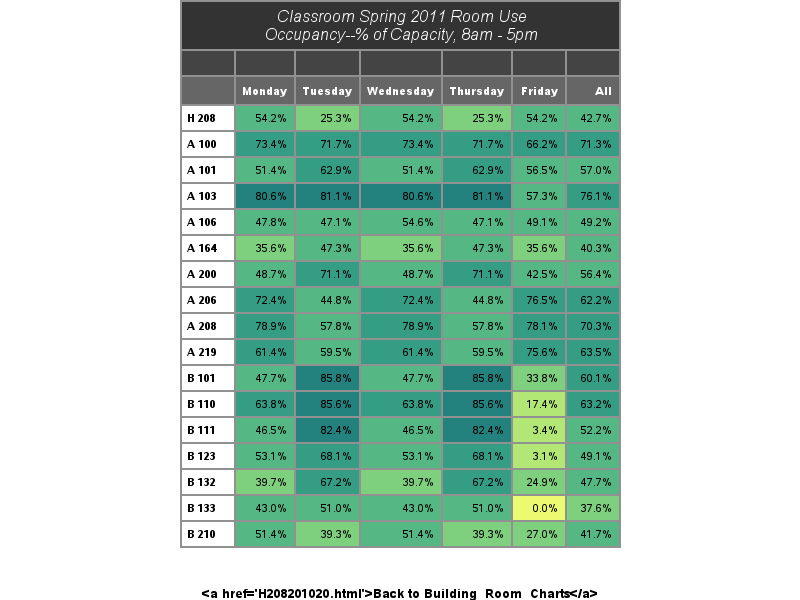 Classroom Spring 2011 Room Use
Occupancy--% of Capacity, 8am - 5pm
Monday Tuesday Wednesday Thursday Friday All
H 208 54.2% 25.3% 54.2% 25.3% 54.2% 42.7%
A 100 73.4% 71.7% 73.4% 71.7% 66.2% 71.3%
A 101 51.4% 62.9% 51.4% 62.9% 56.5% 57.0%
A 103 80.6% 81.1% 80.6% 81.1% 57.3% 76.1%
A 106 47.8% 47.1% 54.6% 47.1% 49.1% 49.2%
A 164 35.6% 47.3% 35.6% 47.3% 35.6% 40.3%
A 200 48.7% 71.1% 48.7% 71.1% 42.5% 56.4%
A 206 72.4% 44.8% 72.4% 44.8% 76.5% 62.2%
A 208 78.9% 57.8% 78.9% 57.8% 78.1% 70.3%
A 219 61.4% 59.5% 61.4% 59.5% 75.6% 63.5%
B 101 47.7% 85.8% 47.7% 85.8% 33.8% 60.1%
B 110 63.8% 85.6% 63.8% 85.6% 17.4% 63.2%
B 111 46.5% 82.4% 46.5% 82.4% 3.4% 52.2%
B 123 53.1% 68.1% 53.1% 68.1% 3.1% 49.1%
B 132 39.7% 67.2% 39.7% 67.2% 24.9% 47.7%
B 133 43.0% 51.0% 43.0% 51.0% 0.0% 37.6%
B 210 51.4% 39.3% 51.4% 39.3% 27.0% 41.7%
<a href='H208201020.html'>Back to Building_Room_Charts</a>